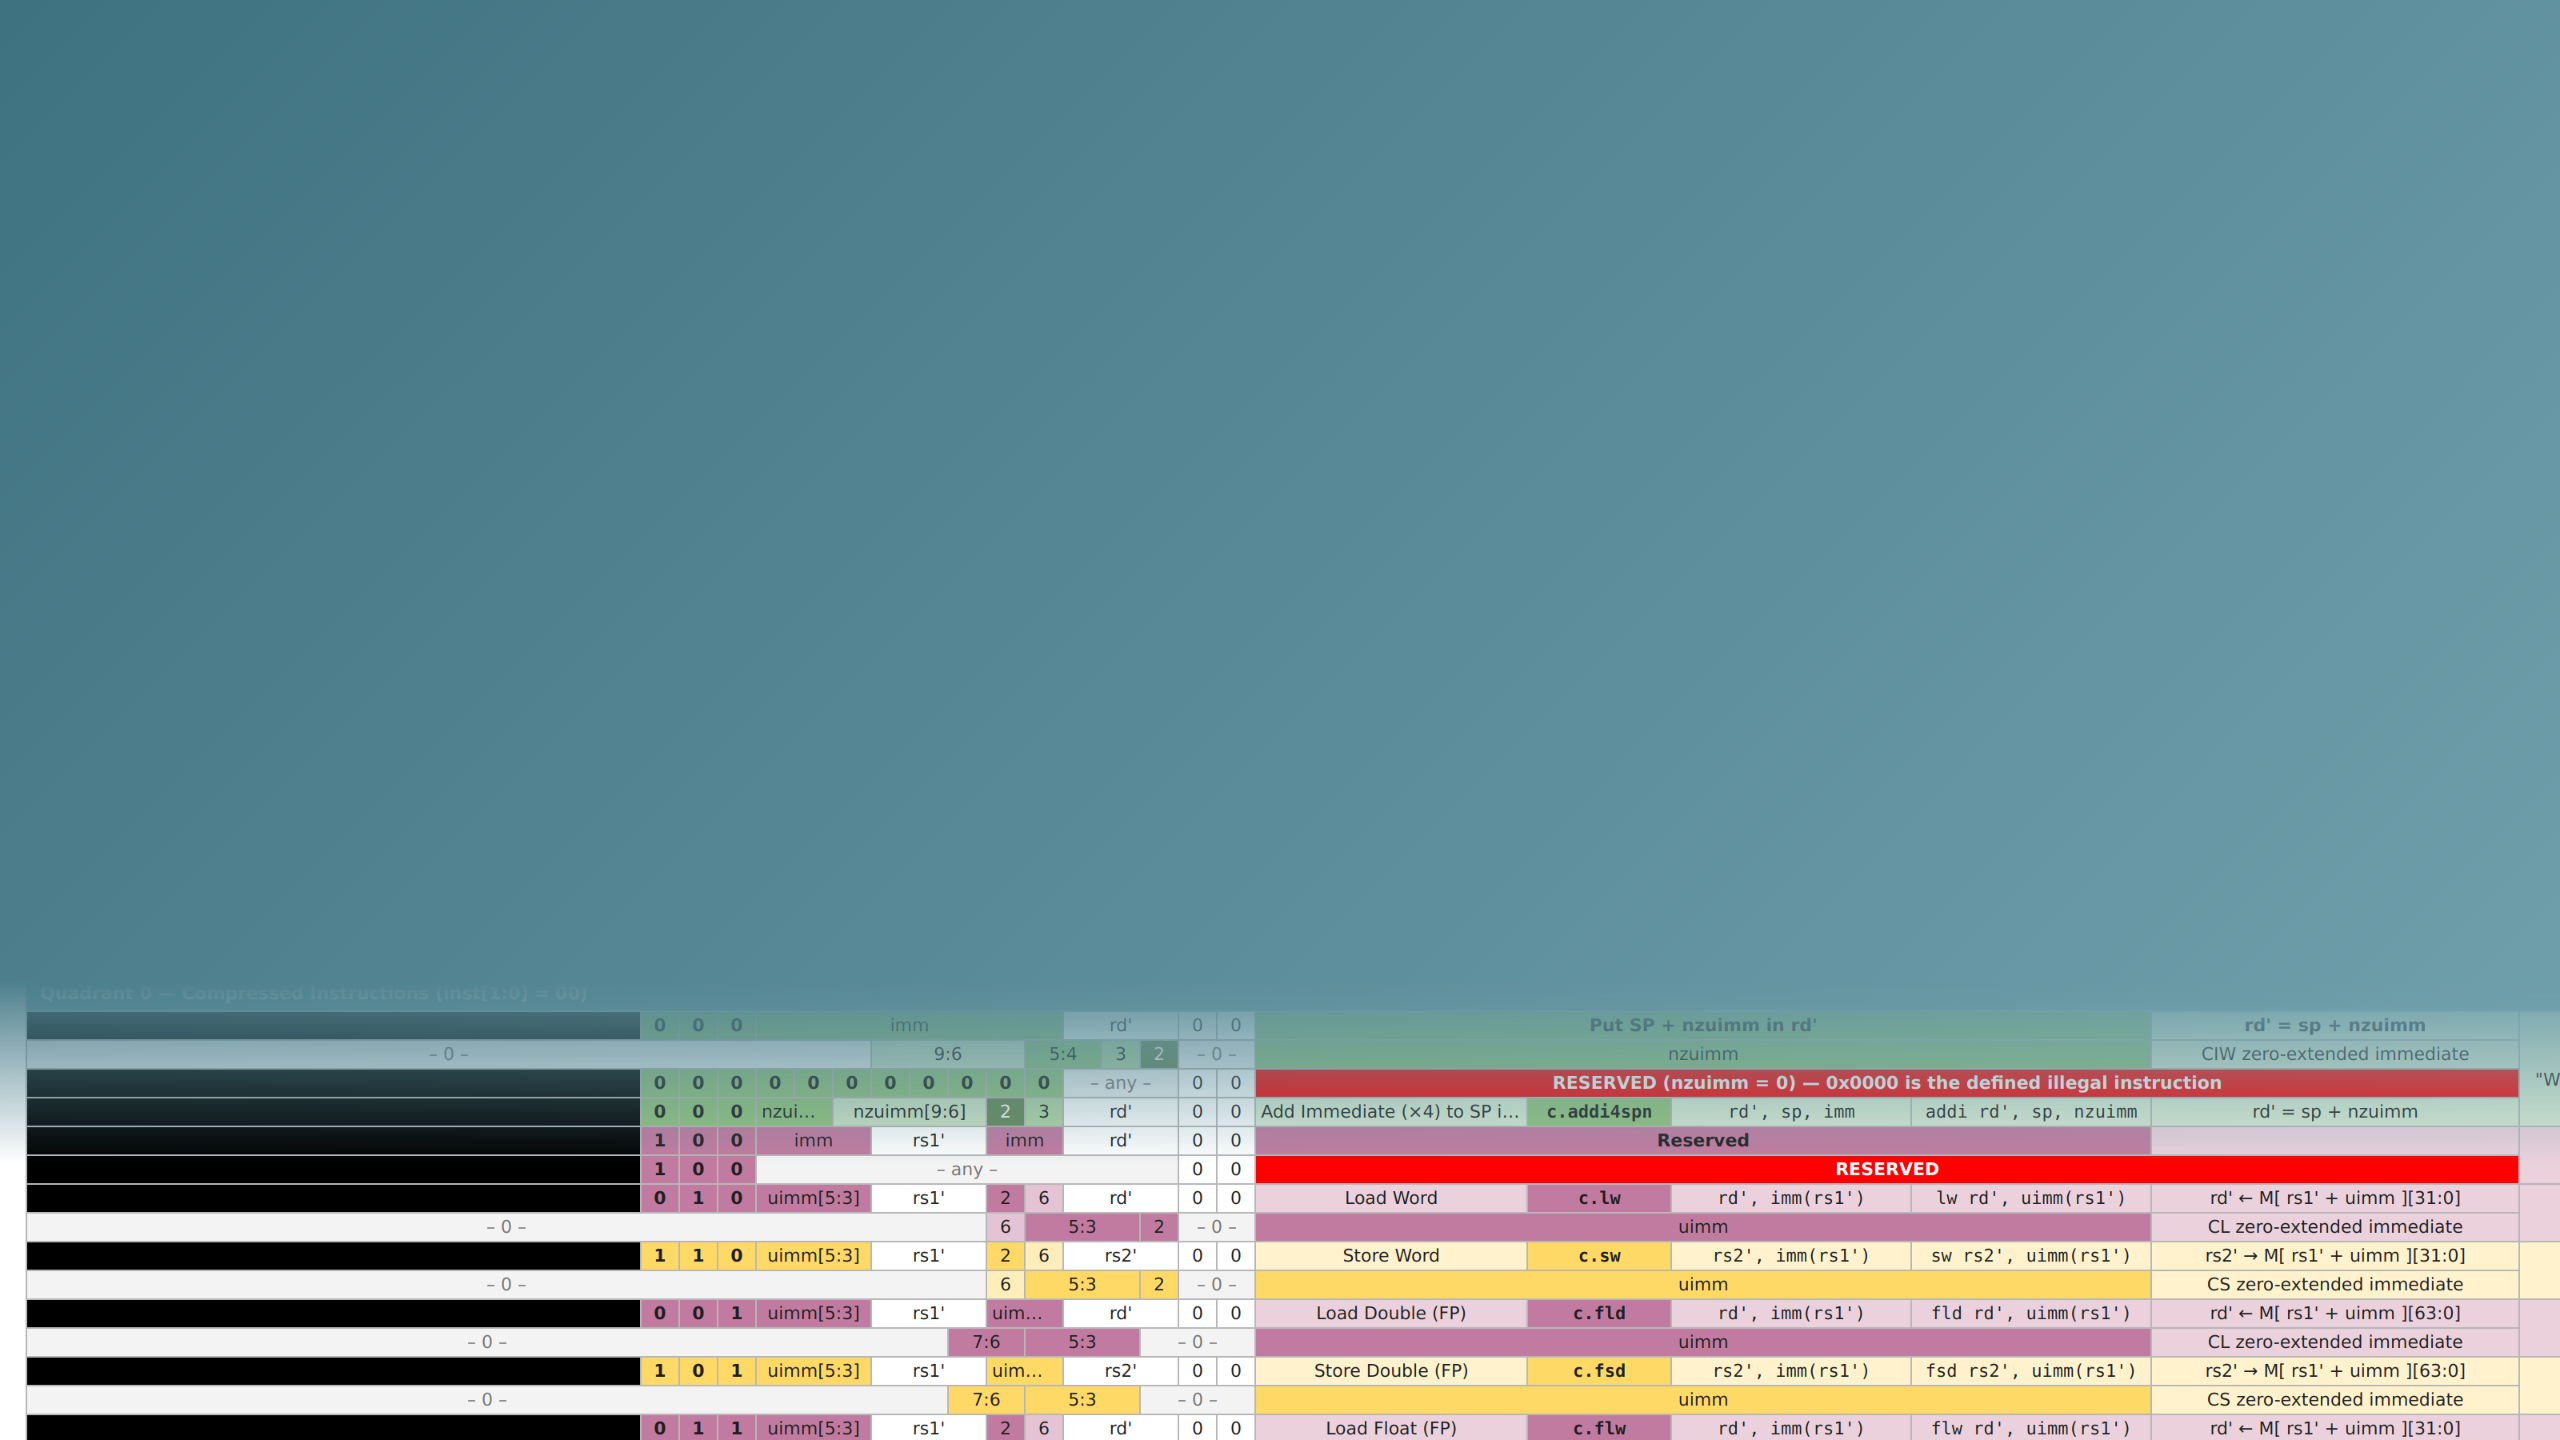 Quadrant 0 — Compressed Instructions (inst[1:0] = 00)
0 0 0 imm rd' 0 0 Put SP + nzuimm in rd' rd' = sp + nzuimm
– 0 – 9:6 5:4 3 2 – 0 – nzuimm CIW zero-extended immediate
0 0 0 0 0 0 0 0 0 0 0 – any – 0 0 RESERVED (nzuimm = 0) — 0x0000 is the defined illegal instruction "W
0 0 0 nzui… nzuimm[9:6] 2 3 rd' 0 0 Add Immediate (×4) to SP i… c.addi4spn rd', sp, imm addi rd', sp, nzuimm rd' = sp + nzuimm
1 0 0 imm rs1' imm rd' 0 0 Reserved
1 0 0 – any – 0 0 RESERVED
0 1 0 uimm[5:3] rs1' 2 6 rd' 0 0 Load Word c.lw rd', imm(rs1') lw rd', uimm(rs1') rd' ← M[ rs1' + uimm ][31:0]
– 0 – 6 5:3 2 – 0 – uimm CL zero-extended immediate
1 1 0 uimm[5:3] rs1' 2 6 rs2' 0 0 Store Word c.sw rs2', imm(rs1') sw rs2', uimm(rs1') rs2' → M[ rs1' + uimm ][31:0]
– 0 – 6 5:3 2 – 0 – uimm CS zero-extended immediate
0 0 1 uimm[5:3] rs1' uim… rd' 0 0 Load Double (FP) c.fld rd', imm(rs1') fld rd', uimm(rs1') rd' ← M[ rs1' + uimm ][63:0]
– 0 – 7:6 5:3 – 0 – uimm CL zero-extended immediate
1 0 1 uimm[5:3] rs1' uim… rs2' 0 0 Store Double (FP) c.fsd rs2', imm(rs1') fsd rs2', uimm(rs1') rs2' → M[ rs1' + uimm ][63:0]
– 0 – 7:6 5:3 – 0 – uimm CS zero-extended immediate
0 1 1 uimm[5:3] rs1' 2 6 rd' 0 0 Load Float (FP) c.flw rd', imm(rs1') flw rd', uimm(rs1') rd' ← M[ rs1' + uimm ][31:0]